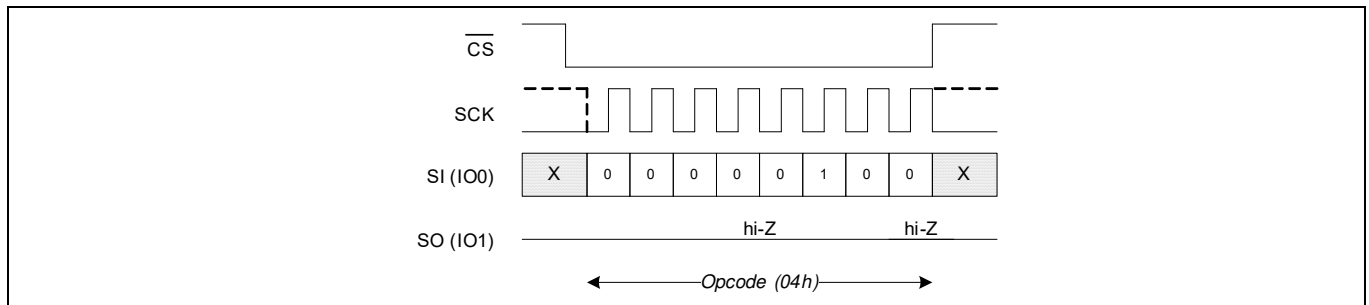 CS
SCK
SI (IO0) X 0 0 0 0 0 1 0 0 X
SO (IO1) hi-Z hi-Z
Opcode (04h)